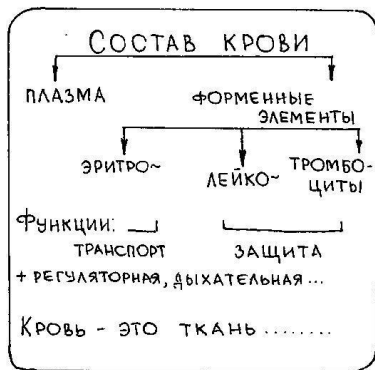 СОСТАВ КРОВИ
ПЛАЗМА ФОРМЕННЫЕ
ЭЛЕМЕНТЫ
ЭРИТРО~ ЛЕЙКО~ ТРОМБО-
ЦИТЫ
ФУНКЦИИ:
ТРАНСПОРТ ЗАЩИТА
+ РЕГУЛЯТОРНАЯ, ДЫХАТЕЛЬНАЯ...
КРОВЬ - ЭТО ТКАНЬ ........